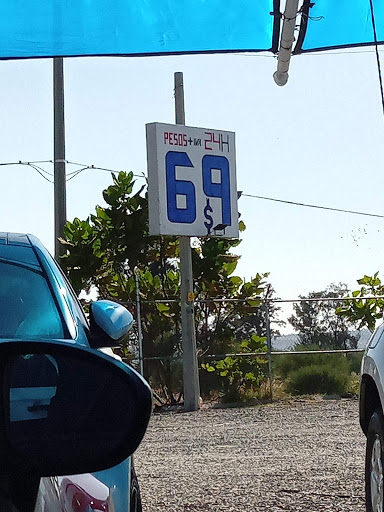 PESOS+IVA 24H
69
$